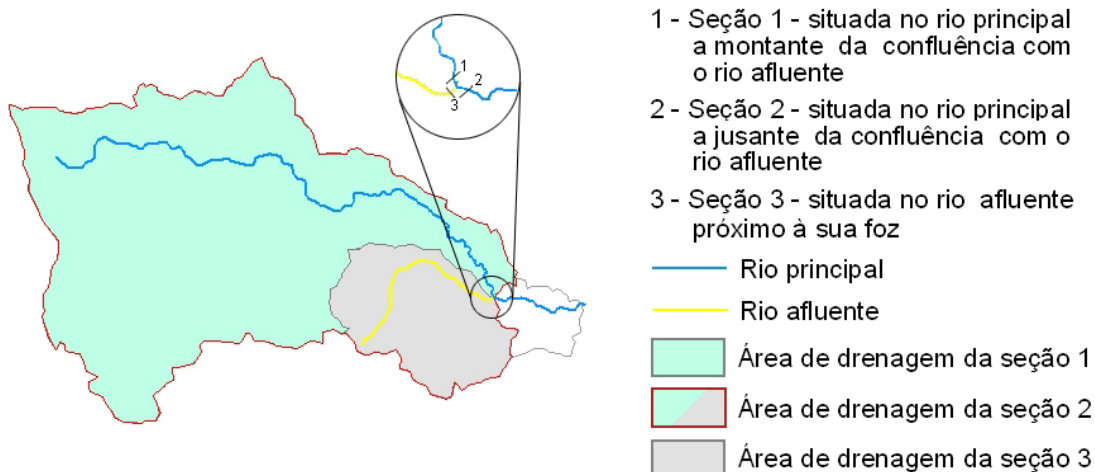 1
2
3
1 - Seção 1 - situada no rio principal
a montante da confluência com
o rio afluente
2 - Seção 2 - situada no rio principal
a jusante da confluência com o
rio afluente
3 - Seção 3 - situada no rio afluente
próximo à sua foz
Rio principal
Rio afluente
Área de drenagem da seção 1
Área de drenagem da seção 2
Área de drenagem da seção 3